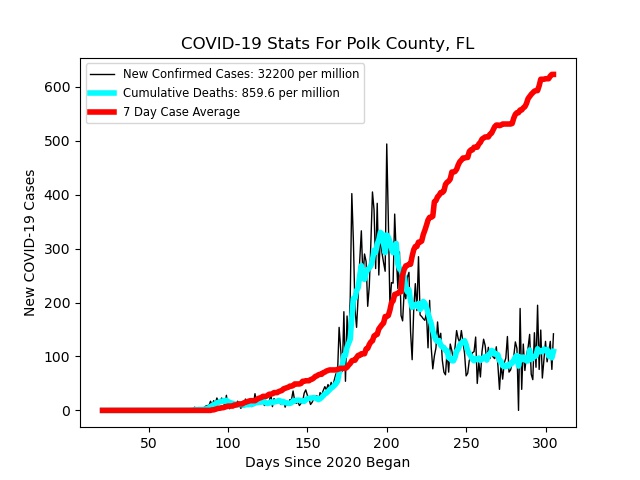 COVID-19 Stats For Polk County, FL
New Confirmed Cases: 32200 per million
Cumulative Deaths: 859.6 per million
7 Day Case Average
New COVID-19 Cases
600
500
400
300
200
100
0
50 100 150 200 250 300
Days Since 2020 Began